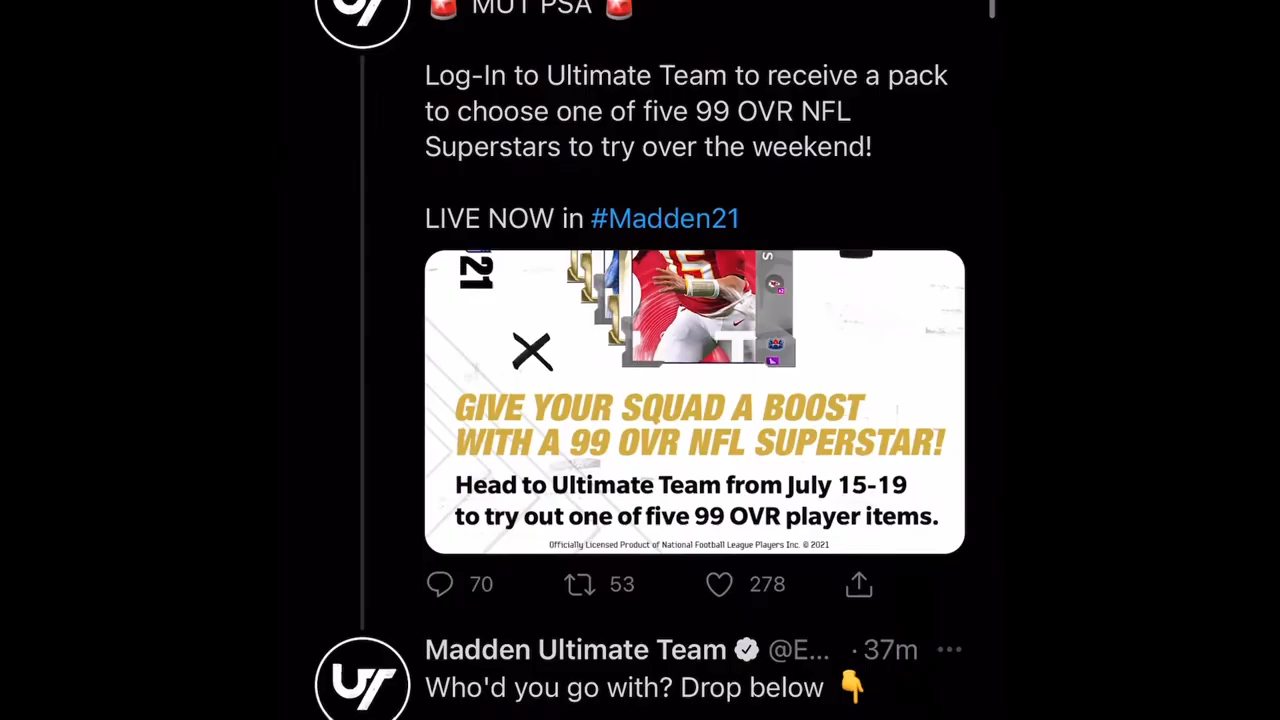 🚨 MUT PSA 🚨
Log-In to Ultimate Team to receive a pack
to choose one of five 99 OVR NFL
Superstars to try over the weekend!
LIVE NOW in #Madden21
21
GIVE YOUR SQUAD A BOOST
WITH A 99 OVR NFL SUPERSTAR!
Head to Ultimate Team from July 15-19
to try out one of five 99 OVR player items.
Officially Licensed Product of National Football League Players Inc. © 2021
70 53 278
Madden Ultimate Team @E... · 37m
UT Who'd you go with? Drop below 👇